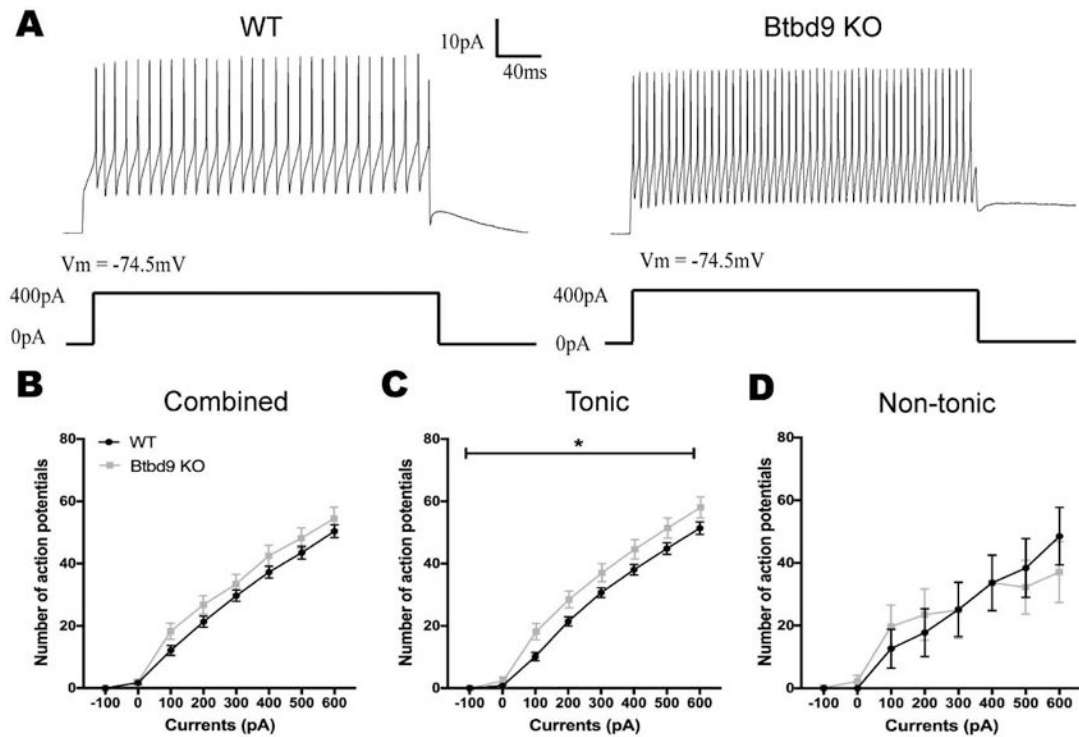 A
WT
10pA
40ms
Btbd9 KO
Vm = -74.5mV
400pA
0pA
Vm = -74.5mV
400pA
0pA
B
Combined
Number of action potentials
80
60
40
20
0
WT
Btbd9 KO
-100 0 100 200 300 400 500 600
Currents (pA)
C
Tonic
Number of action potentials
80
60
40
20
0
*
-100 0 100 200 300 400 500 600
Currents (pA)
D
Non-tonic
Number of action potentials
80
60
40
20
0
-100 0 100 200 300 400 500 600
Currents (pA)